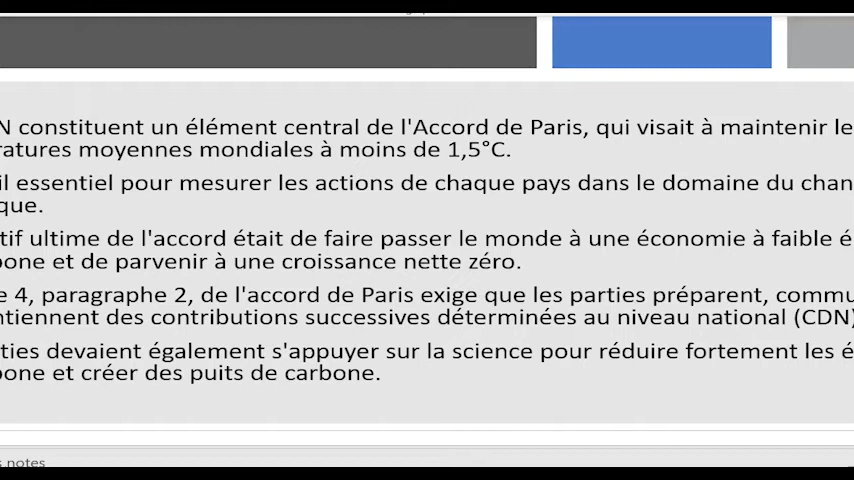 N constituent un élément central de l'Accord de Paris, qui visait à maintenir le
ratures moyennes mondiales à moins de 1,5°C.
il essentiel pour mesurer les actions de chaque pays dans le domaine du chan
que.
tif ultime de l'accord était de faire passer le monde à une économie à faible é
bone et de parvenir à une croissance nette zéro.
e 4, paragraphe 2, de l'accord de Paris exige que les parties préparent, commu
ntiennent des contributions successives déterminées au niveau national (CDN)
ties devaient également s'appuyer sur la science pour réduire fortement les é
bone et créer des puits de carbone.
s notes